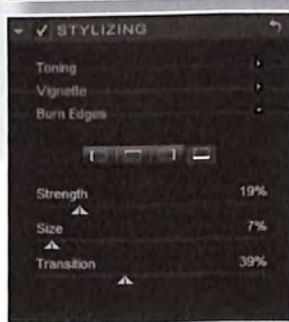 STYLIZING
Toning
Vignette
Burn Edges
Strength 19%
Size 7%
Transition 39%